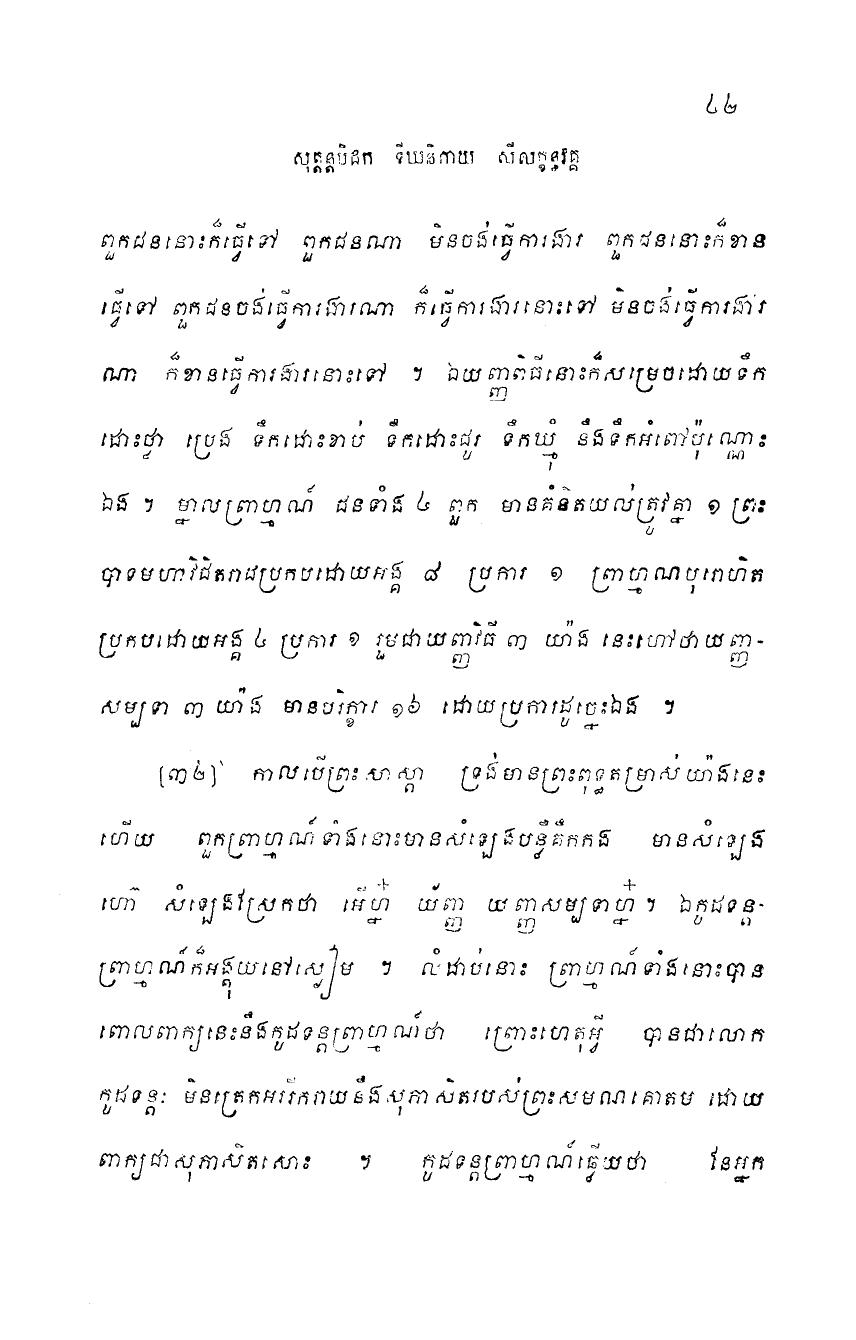 ៤២
សុត្តន្តបិដក ទីឃនិកាយ សីលក្ខន្ធវគ្គ
ពួកជននោះក៏ធ្វើទៅ ពួកជនណា មិនចង់ធ្វើការងារ ពួកជននោះក៏ខាន
ធ្វើទៅ ពួកជនចង់ធ្វើការងារណា ក៏ធ្វើការងារនោះទៅ មិនចង់ធ្វើការងារ
ណា ក៏ខានធ្វើការងារនោះទៅ ។ ឯយញ្ញពិធីនោះក៏សម្រេចដោយទឹក
ដោះថ្លា ប្រេង ទឹកដោះខាប់ ទឹកដោះជូរ ទឹកឃ្មុំ នឹងទឹកអំពៅប៉ុណ្ណោះ
ឯង ។ ម្នាលព្រាហ្មណ៍ ជនទាំង ៤ ពួក មានគំនិតយល់ត្រូវគ្នា ១ ព្រះ
បាទមហាវិជិតរាជប្រកបដោយអង្គ ៨ ប្រការ ១ ព្រាហ្មណបុរោហិត
ប្រកបដោយអង្គ ៤ ប្រការ ១ រួមជាយញ្ញវិធី ៣ យ៉ាង នេះហៅថាយញ្ញ-
សម្បទា ៣ យ៉ាង មានបរិក្ខារ ១៦ ដោយប្រការដូច្នេះឯង ។
(៣៤) កាលបើព្រះសាស្តា ទ្រង់មានព្រះពុទ្ធតម្រាស់យ៉ាងនេះ
ហើយ ពួកព្រាហ្មណ៍ទាំងនោះមានសំឡេងបន្លឺគឹកកង មានសំឡេង
ហ៊ោ សំឡេងស្រែកថា អើហ្ន៎ យ័ញ្ញ យញ្ញសម្បទាហ្ន៎ ។ ឯកូដទន្ត-
ព្រាហ្មណ៍ក៏អង្គុយនៅស្ងៀម ។ លំដាប់នោះ ព្រាហ្មណ៍ទាំងនោះបាន
ពោលពាក្យនេះនឹងកូដទន្តព្រាហ្មណ៍ថា ព្រោះហេតុអ្វី បានជាលោក
កូដទន្តៈ មិនត្រេកអររីករាយនឹងសុភាសិតរបស់ព្រះសមណគោតម ដោយ
ពាក្យជាសុភាសិតសោះ ។ កូដទន្តព្រាហ្មណ៍ឆ្លើយថា នែអ្នក